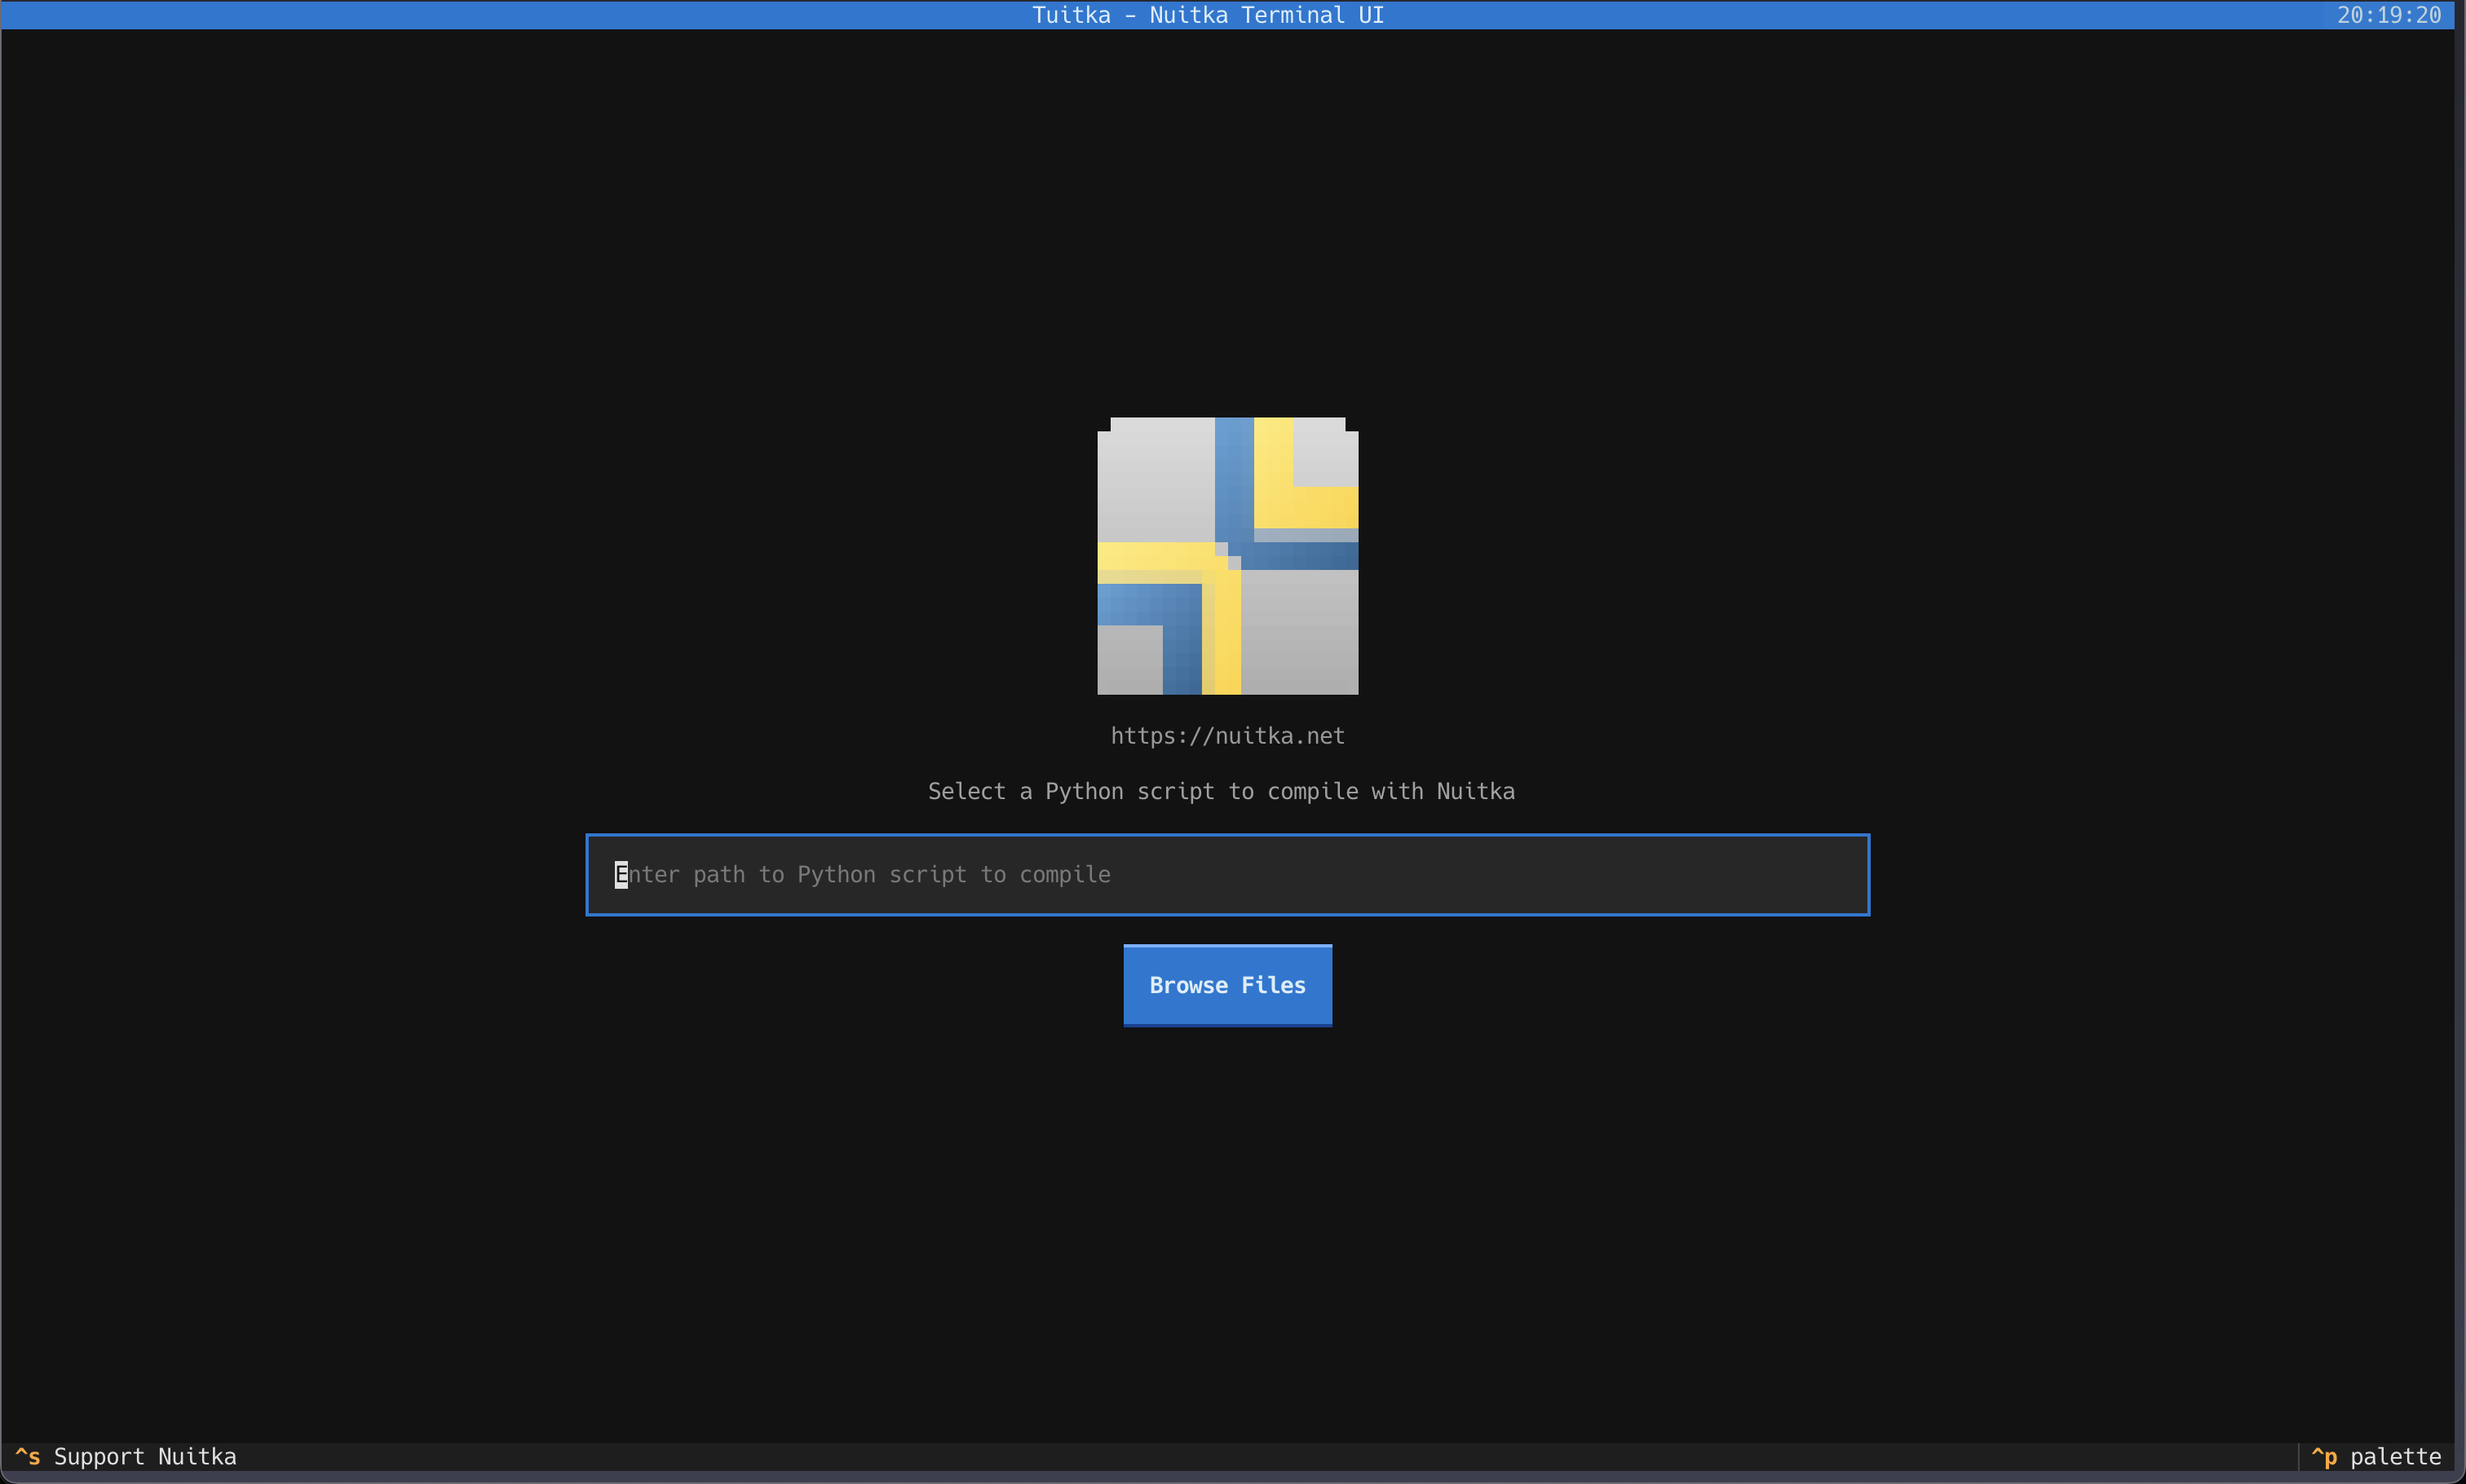 Tuitka – Nuitka Terminal UI 20:19:20
https://nuitka.net
Select a Python script to compile with Nuitka
Enter path to Python script to compile
Browse Files
^s Support Nuitka ^p palette